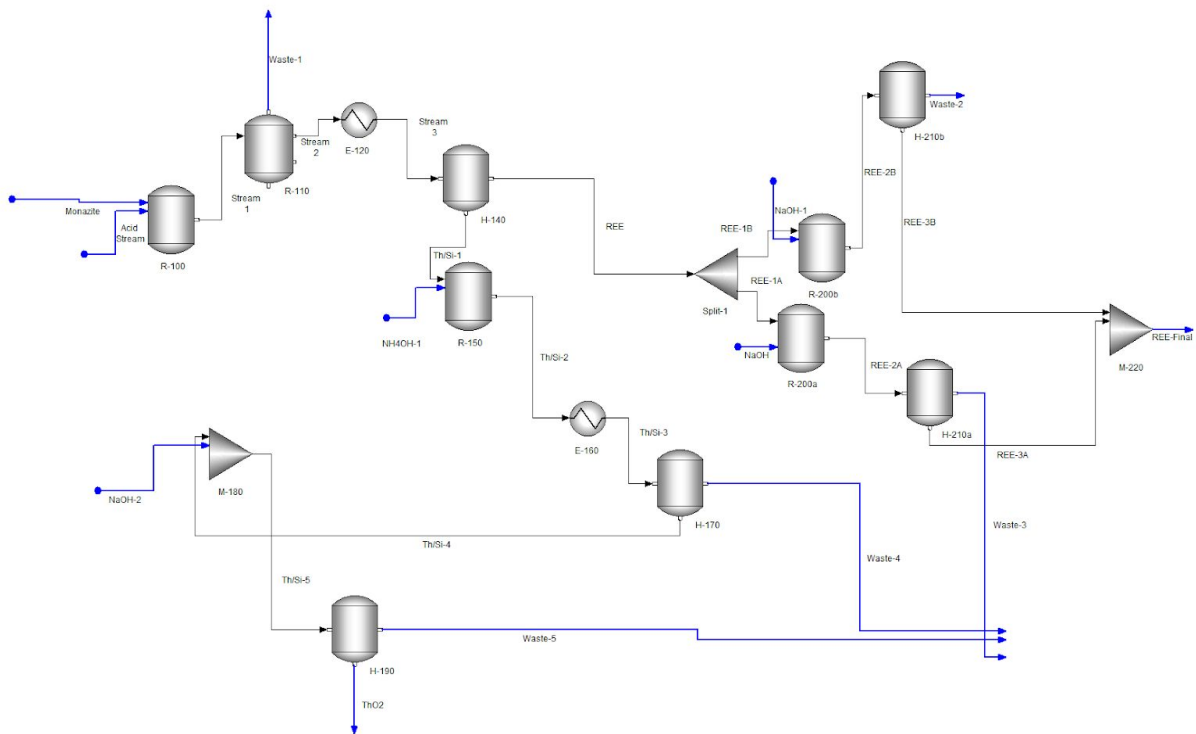 Waste-1
Waste-2
H-210b
Stream
2
E-120
Stream
3
R-110
REE-2B
Monazite
Stream
1
Acid
Stream
R-100
H-140
NaOH-1
REE-3B
REE
REE-1B
Th/Si-1
REE-1A
R-200b
Split-1
NH4OH-1
R-150
REE-Final
Th/Si-2
NaOH
R-200a
REE-2A
M-220
H-210a
Th/Si-3
E-160
REE-3A
M-180
NaOH-2
H-170
Waste-3
Th/Si-4
Waste-4
Th/Si-5
Waste-5
H-190
ThO2